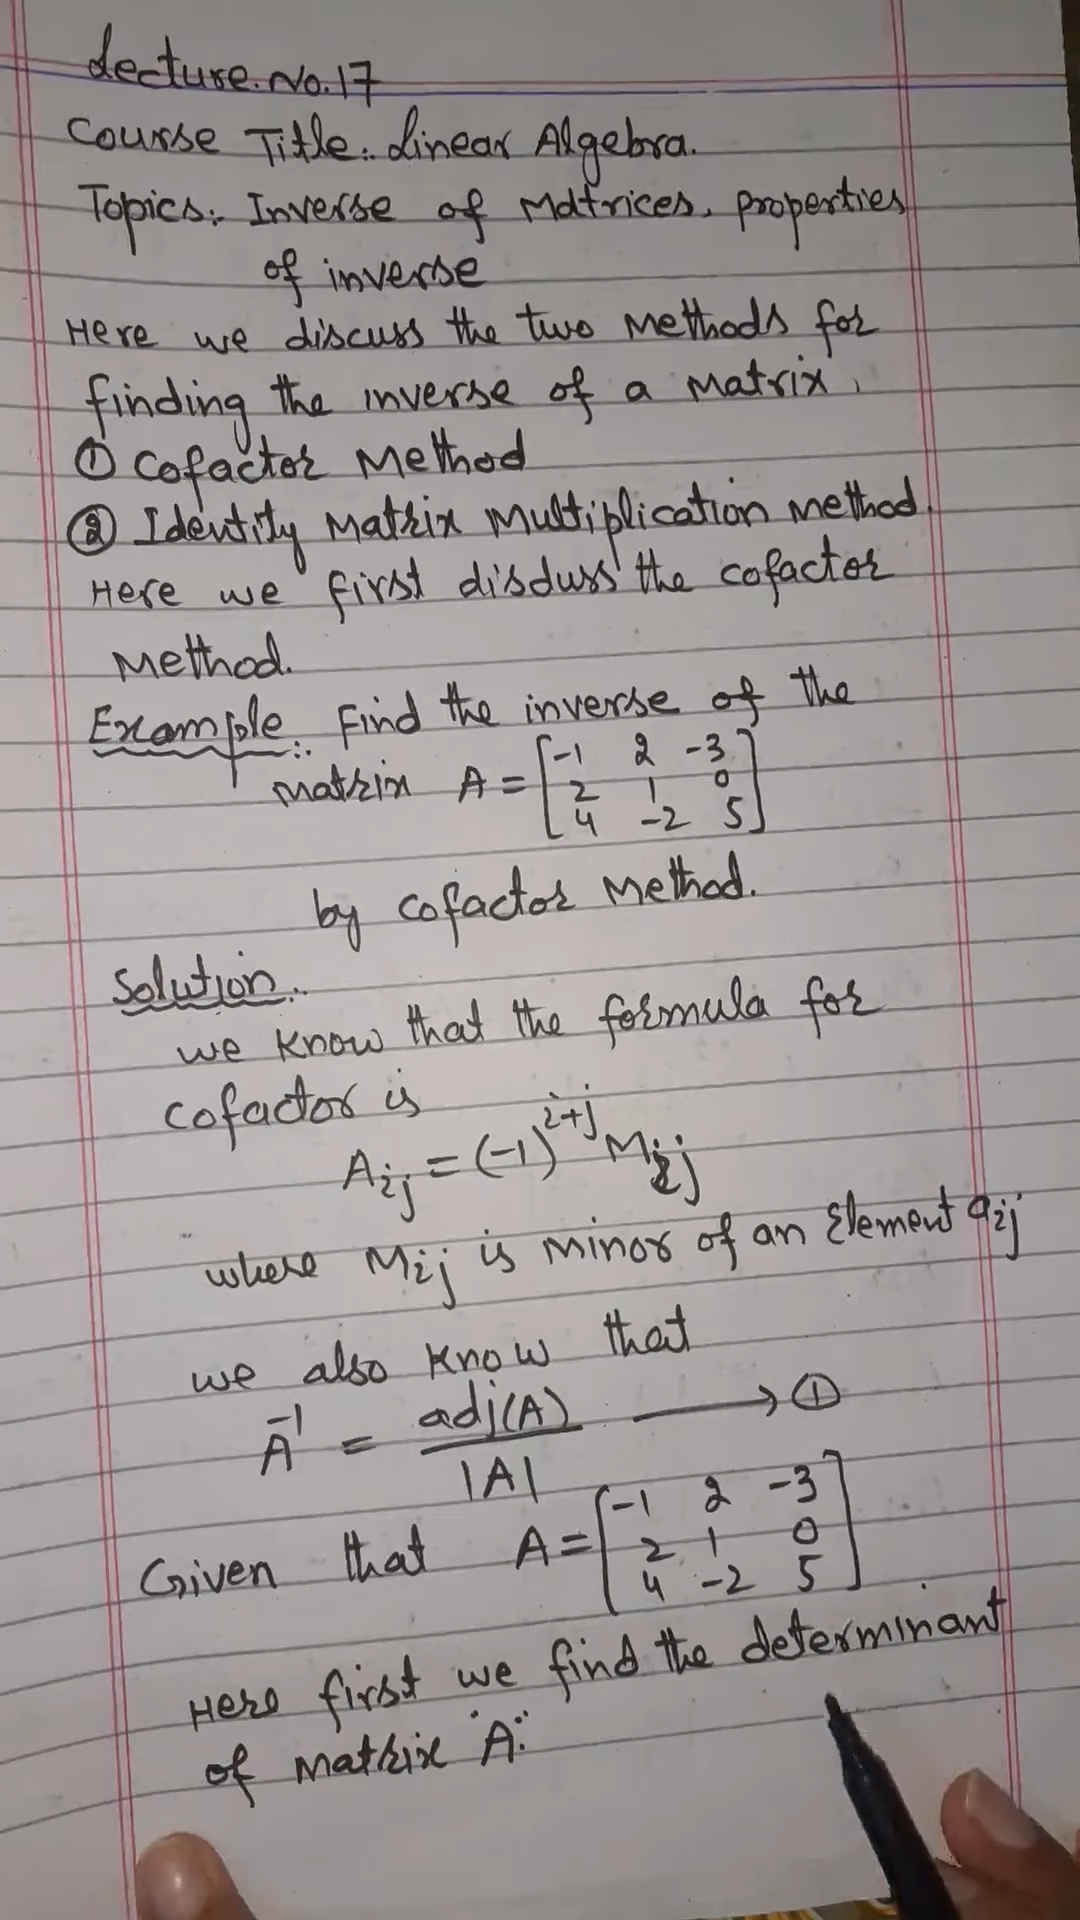 Lecture.No.17
Course Title:. Linear Algebra.
Topics:. Inverse of Matrices, properties
of inverse
Here we discuss the two Methods for
finding the inverse of a Matrix.
① Cofactor Method
② Identity Matrix Multiplication method.
Here we first disduss the cofactor
Method.
Example:. Find the inverse of the
matrix A = [-1 2 -3
2 1 0
4 -2 5]
by cofactor Method.
Solution:.
we know that the formula for
cofactor is
Aij = (-1)^i+j Mij
where Mij is minor of an Element aij
we also know that
A^-1 = adj(A) / |A| → ①
Given that A = [-1 2 -3
2 1 0
4 -2 5]
Here first we find the determinant
of matrix "A".